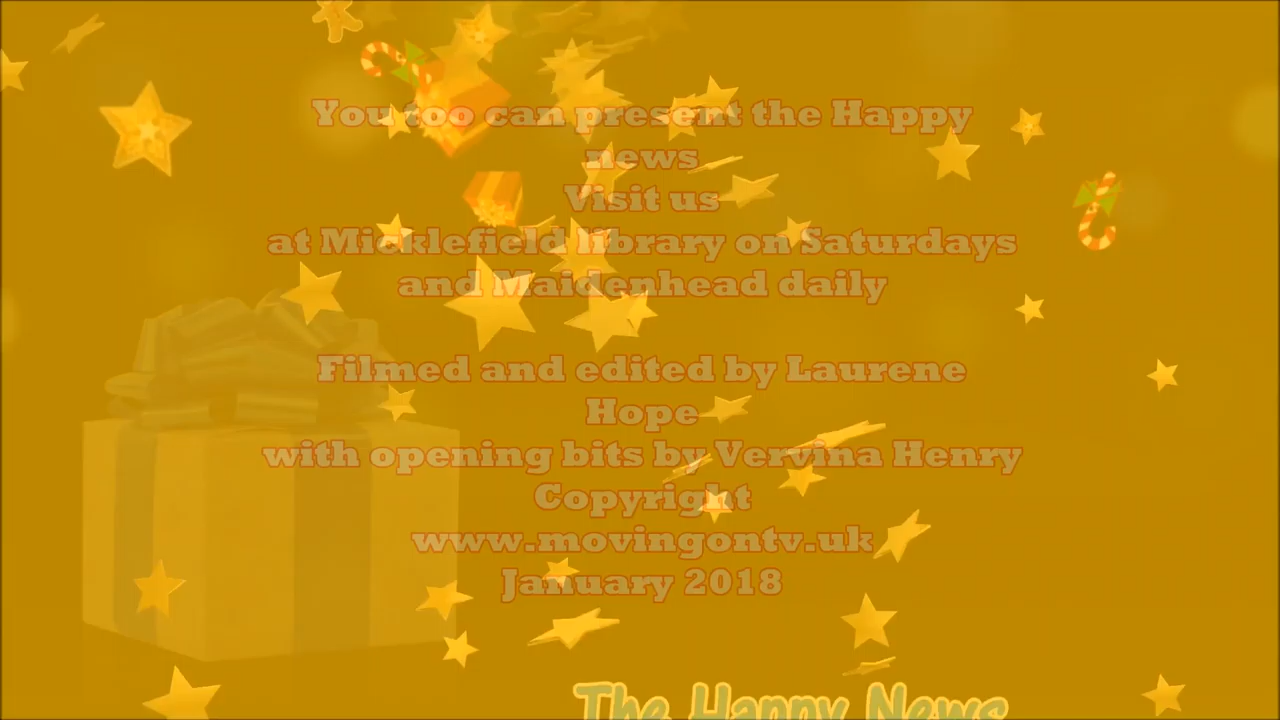 You too can present the Happy
news
Visit us
at Micklefield library on Saturdays
and Maidenhead daily
Filmed and edited by Laurene
Hope
with opening bits by Vervina Henry
Copyright
www.movingontv.uk
January 2018
The Happy News